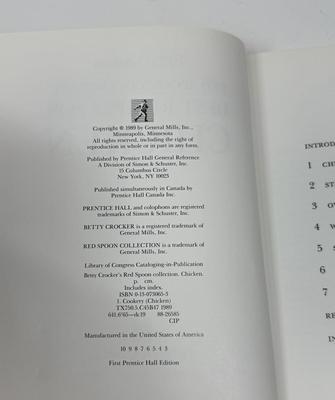 Copyright © 1989 by General Mills, Inc.,
Minneapolis, Minnesota
All rights reserved, including the right of
reproduction in whole or in part in any form.
Published by Prentice Hall General Reference
A Division of Simon & Schuster, Inc.
15 Columbus Circle
New York, NY 10023
Published simultaneously in Canada by
Prentice Hall Canada Inc.
PRENTICE HALL and colophons are registered
trademarks of Simon & Schuster, Inc.
BETTY CROCKER is a registered trademark of
General Mills, Inc.
RED SPOON COLLECTION is a trademark of
General Mills, Inc.
Library of Congress Cataloging-in-Publication
Betty Crocker's Red Spoon collection. Chicken.
p. cm.
Includes index.
ISBN 0-13-073065-3
1. Cookery (Chicken)
TX750.5.C45B47 1989
641.6'65—dc19 88-26585
CIP
Manufactured in the United States of America
10 9 8 7 6 5 4 3
First Prentice Hall Edition
INTROD
1 CH
2 ST
3 O
4 W
5 S
6
7
RE
IN